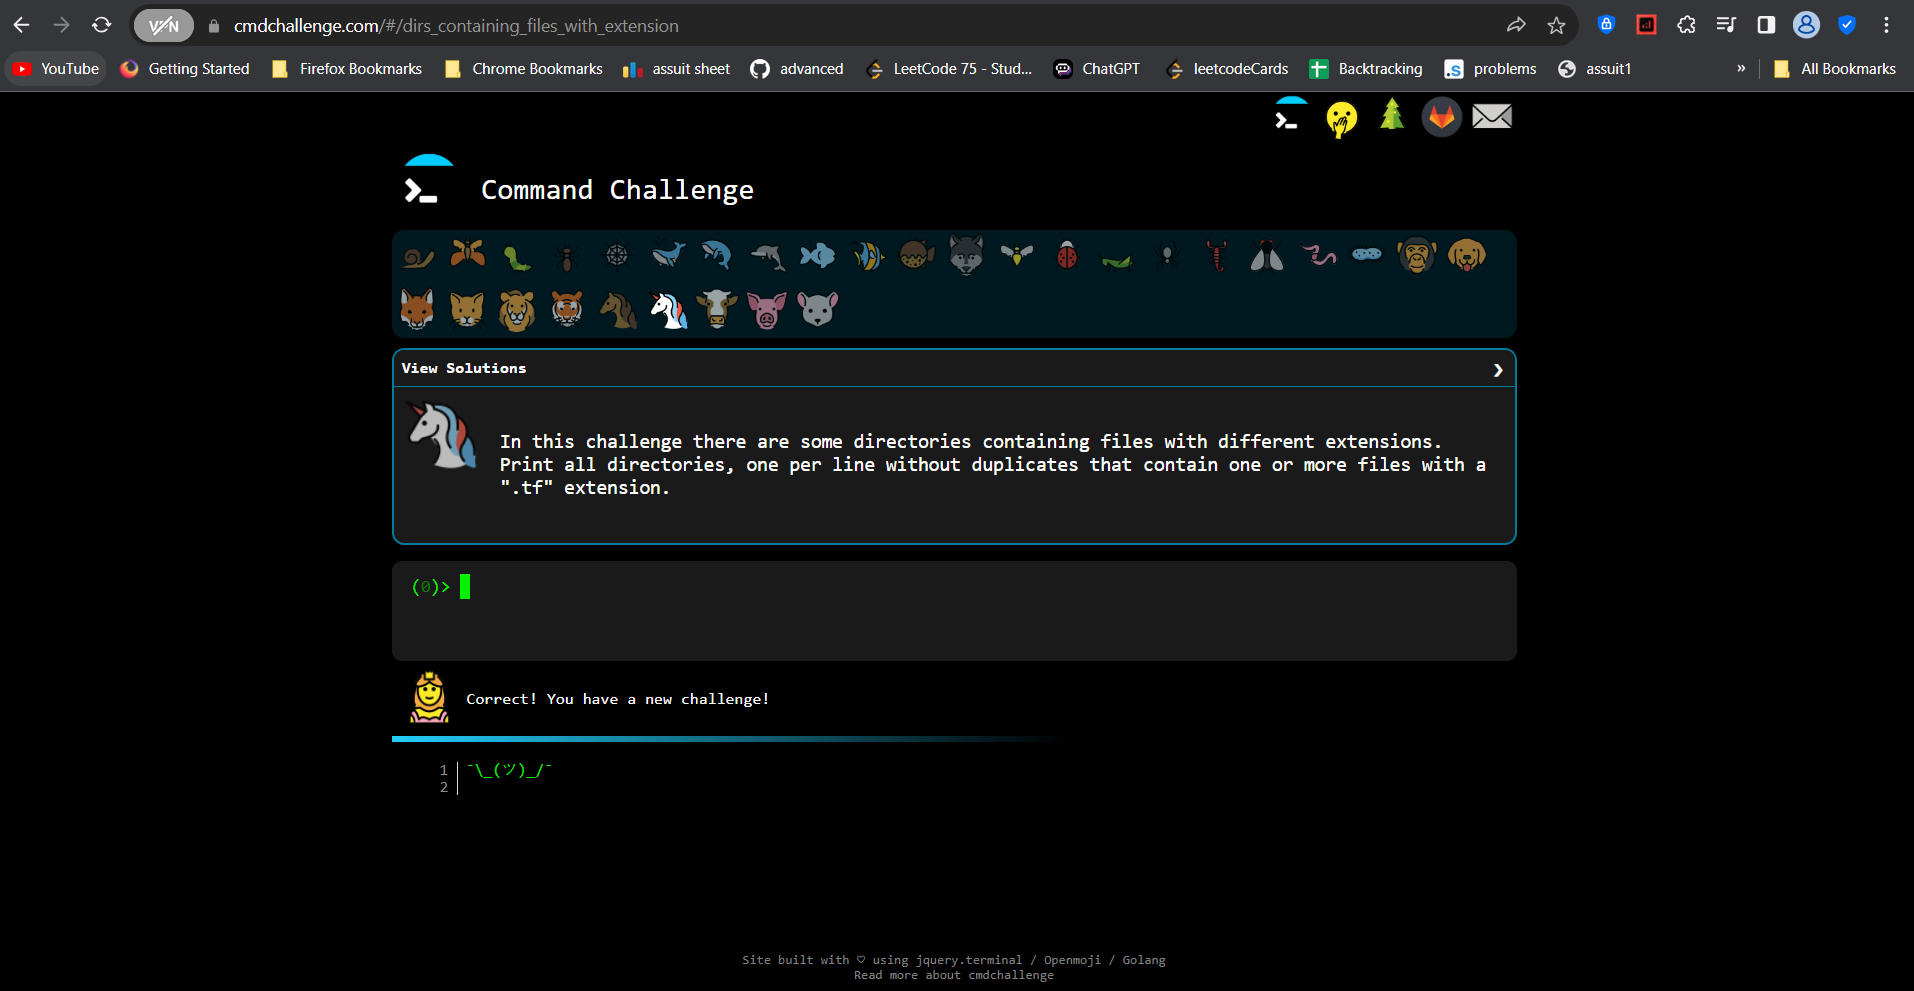 VPN cmdchallenge.com/#/dirs_containing_files_with_extension
YouTube Getting Started Firefox Bookmarks Chrome Bookmarks assuit sheet advanced LeetCode 75 - Stud... ChatGPT leetcodeCards Backtracking problems assuit1 » All Bookmarks
Command Challenge
View Solutions
In this challenge there are some directories containing files with different extensions.
Print all directories, one per line without duplicates that contain one or more files with a
".tf" extension.
(0)>
Correct! You have a new challenge!
1 ¯\_(ツ)_/¯
2
Site built with ♡ using jquery.terminal / Openmoji / Golang
Read more about cmdchallenge